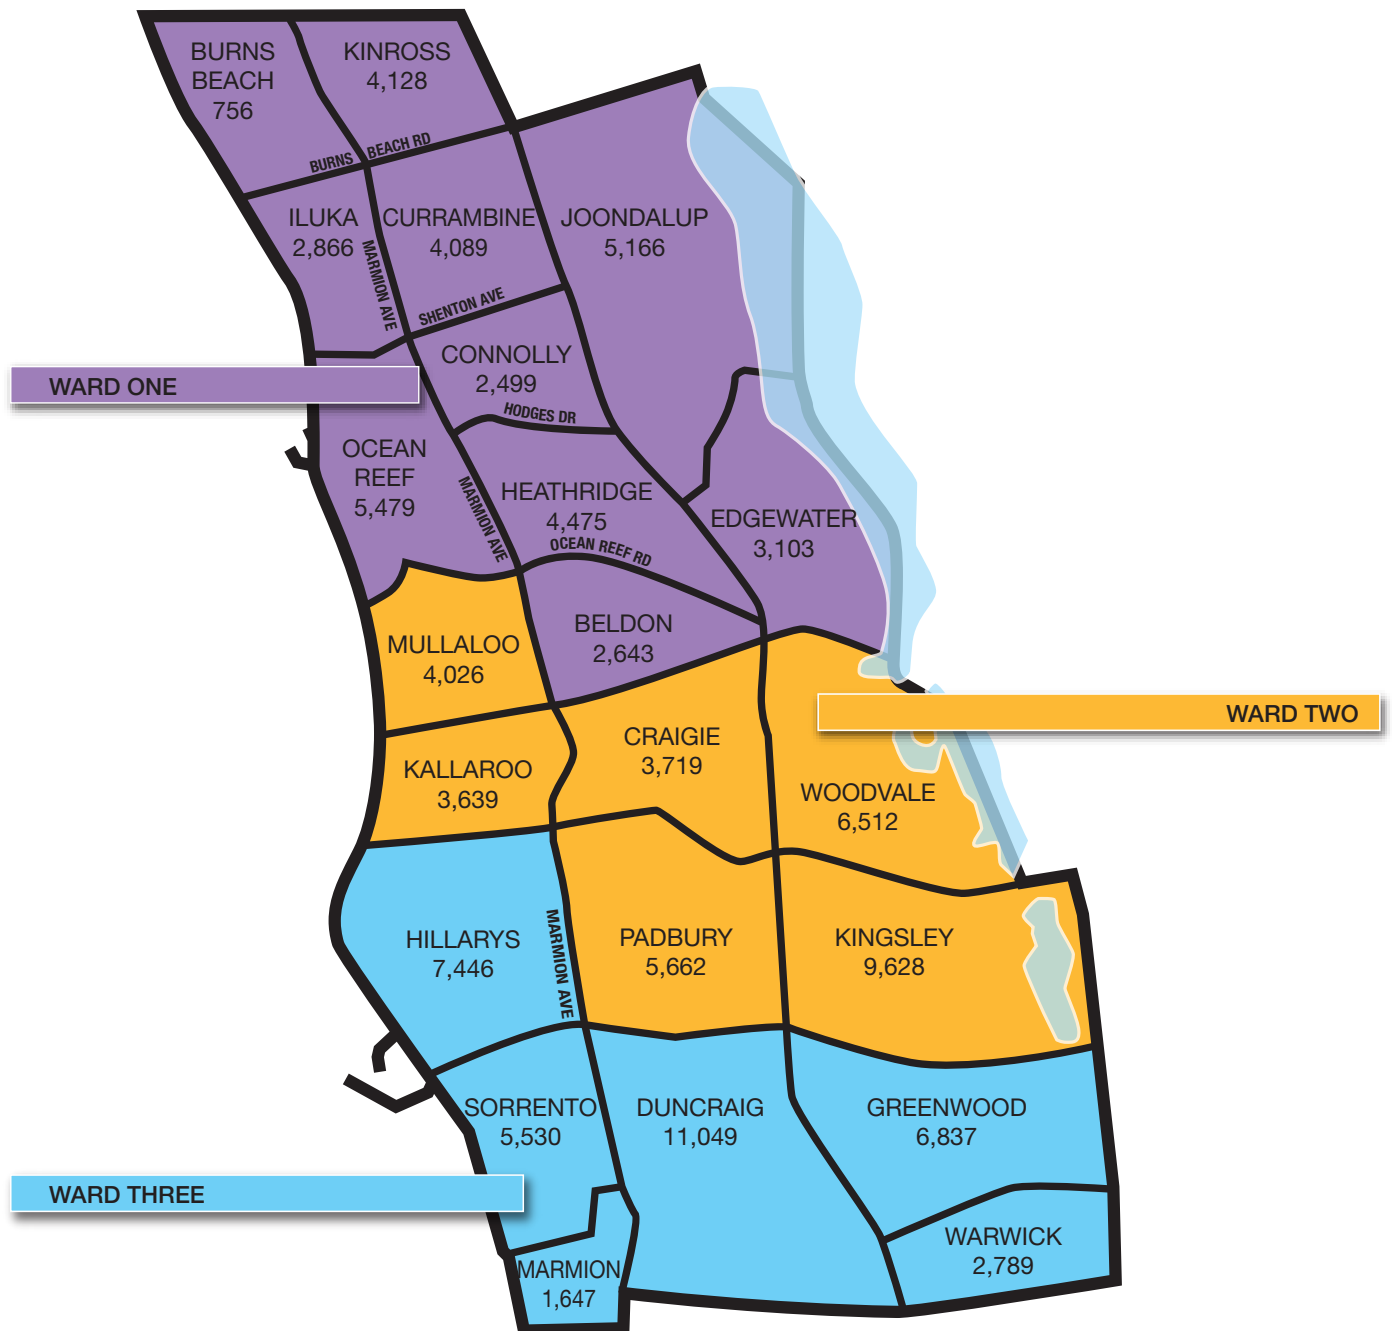 BURNS
BEACH
756
KINROSS
4,128
BURNS BEACH RD
ILUKA
2,866
MARMION AVE
CURRAMBINE
4,089
JOONDALUP
5,166
SHENTON AVE
CONNOLLY
2,499
WARD ONE
HODGES DR
OCEAN
REEF
5,479
MARMION AVE
HEATHRIDGE
4,475
OCEAN REEF RD
EDGEWATER
3,103
BELDON
2,643
MULLALOO
4,026
WARD TWO
CRAIGIE
3,719
KALLAROO
3,639
WOODVALE
6,512
HILLARYS
7,446
MARMION AVE
PADBURY
5,662
KINGSLEY
9,628
SORRENTO
5,530
DUNCRAIG
11,049
GREENWOOD
6,837
WARD THREE
WARWICK
2,789
MARMION
1,647